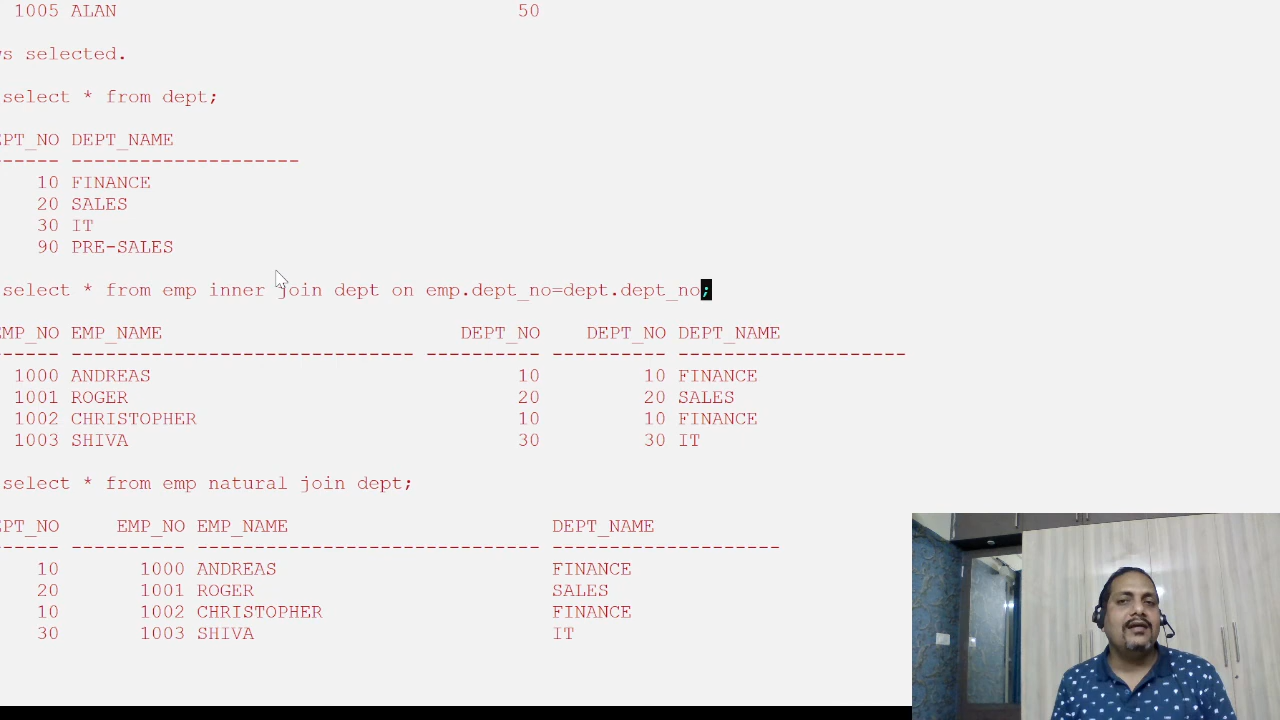 1005 ALAN 50
s selected.
select * from dept;
PT_NO DEPT_NAME
------ --------------------
10 FINANCE
20 SALES
30 IT
90 PRE-SALES
select * from emp inner join dept on emp.dept_no=dept.dept_no;
MP_NO EMP_NAME DEPT_NO DEPT_NO DEPT_NAME
------ ------------------------------ ---------- ---------- --------------------
1000 ANDREAS 10 10 FINANCE
1001 ROGER 20 20 SALES
1002 CHRISTOPHER 10 10 FINANCE
1003 SHIVA 30 30 IT
select * from emp natural join dept;
PT_NO EMP_NO EMP_NAME DEPT_NAME
------ ---------- ------------------------------ --------------------
10 1000 ANDREAS FINANCE
20 1001 ROGER SALES
10 1002 CHRISTOPHER FINANCE
30 1003 SHIVA IT